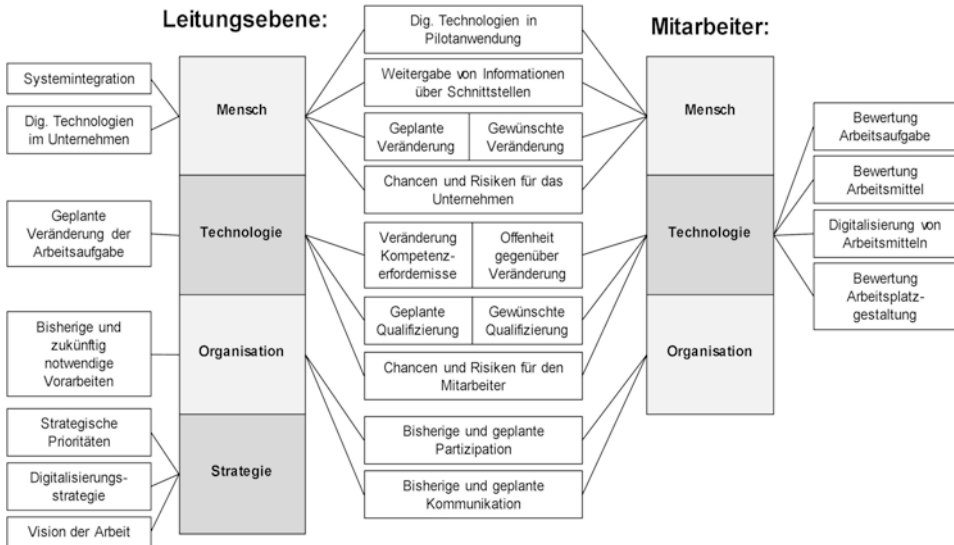 Leitungsebene:
Mitarbeiter:
Systemintegration
Dig. Technologien
im Unternehmen
Geplante
Veränderung der
Arbeitsaufgabe
Bisherige und
zukünftig
notwendige
Vorarbeiten
Strategische
Prioritäten
Digitalisierungs-
strategie
Vision der Arbeit
Mensch
Technologie
Organisation
Strategie
Dig. Technologien in
Pilotanwendung
Weitergabe von Informationen
über Schnittstellen
Geplante
Veränderung
Gewünschte
Veränderung
Chancen und Risiken für das
Unternehmen
Veränderung
Kompetenz-
erfordernisse
Offenheit
gegenüber
Veränderung
Geplante
Qualifizierung
Gewünschte
Qualifizierung
Chancen und Risiken für den
Mitarbeiter
Bisherige und geplante
Partizipation
Bisherige und geplante
Kommunikation
Mensch
Technologie
Organisation
Bewertung
Arbeitsaufgabe
Bewertung
Arbeitsmittel
Digitalisierung von
Arbeitsmitteln
Bewertung
Arbeitsplatz-
gestaltung